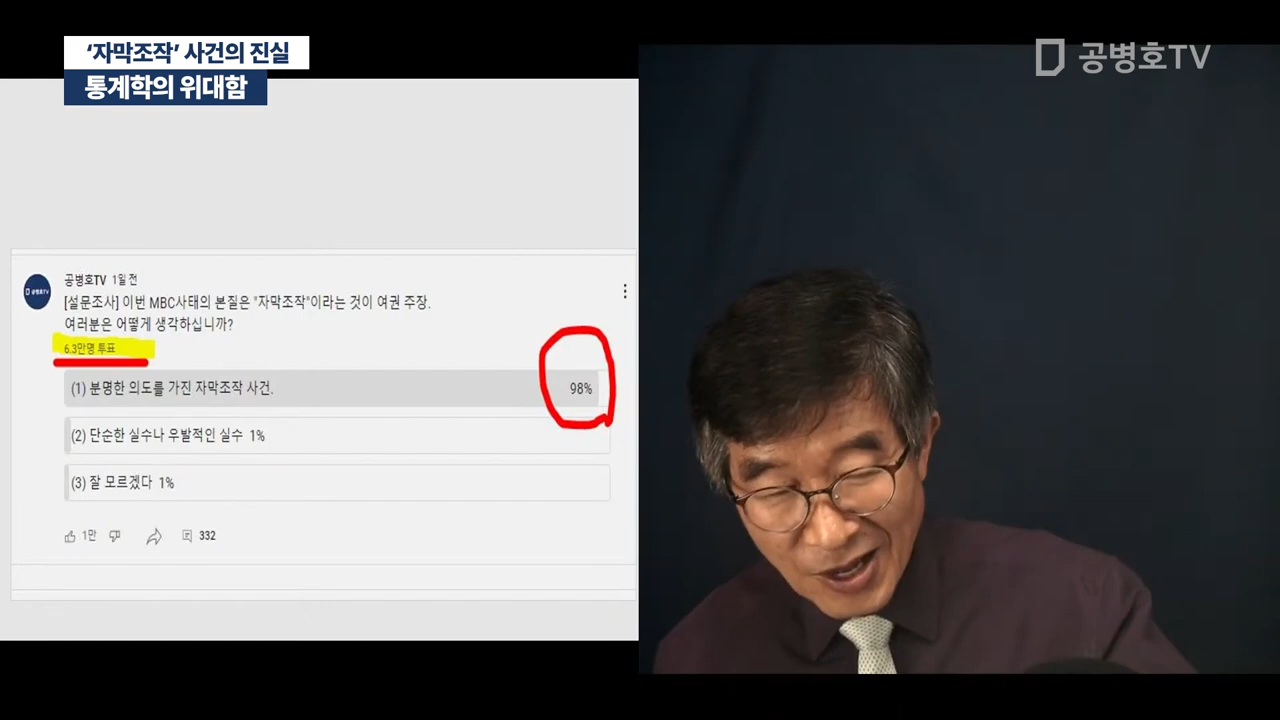 ‘자막조작’ 사건의 진실
통계학의 위대함
공병호TV
공병호TV
공병호TV 1일 전
[설문조사] 이번 MBC사태의 본질은 "자막조작"이라는 것이 여권 주장.
여러분은 어떻게 생각하십니까?
6.3만명 투표
(1) 분명한 의도를 가진 자막조작 사건. 98%
(2) 단순한 실수나 우발적인 실수 1%
(3) 잘 모르겠다 1%
1만 332